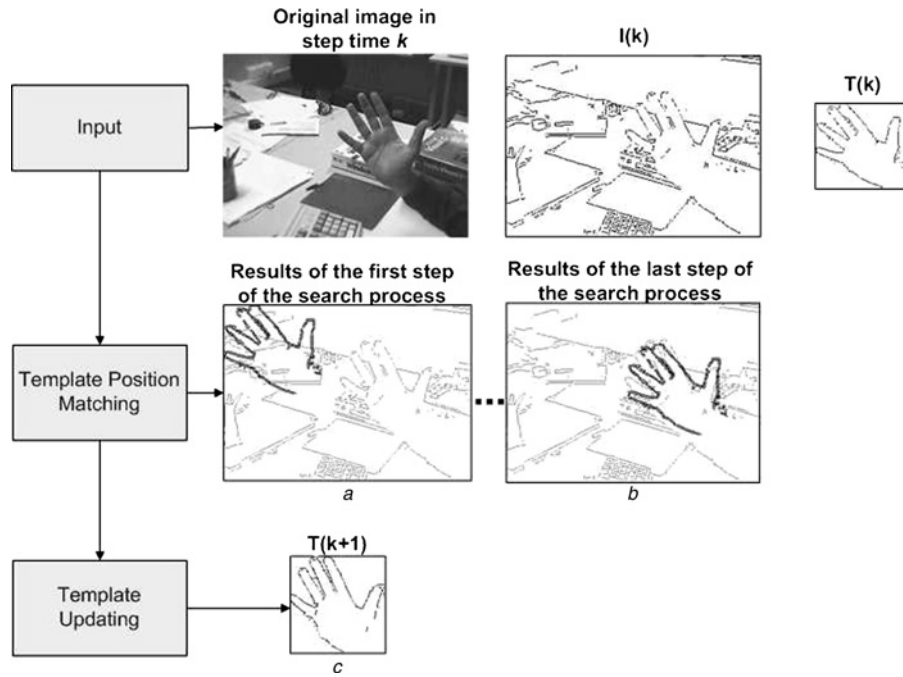 Original image in
step time k
I(k)
T(k)
Input
Results of the first step
of the search process
Results of the last step of
the search process
Template Position
Matching
a
b
T(k+1)
Template
Updating
c